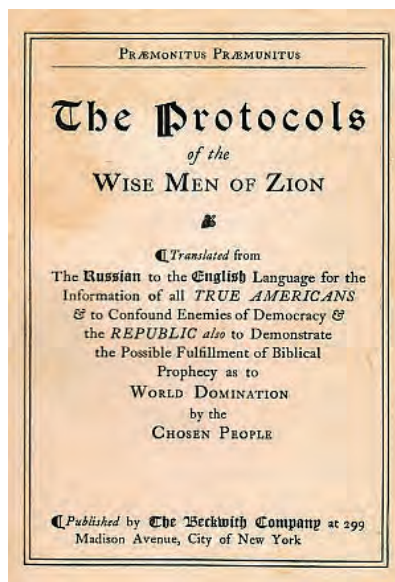 PRÆMONITUS PRÆMUNITUS
The Protocols
of the
WISE MEN OF ZION
¶ Translated from
The Russian to the English Language for the
Information of all TRUE AMERICANS
& to Confound Enemies of Democracy &
the REPUBLIC also to Demonstrate
the Possible Fulfillment of Biblical
Prophecy as to
WORLD DOMINATION
by the
CHOSEN PEOPLE
¶ Published by The Beckwith Company at 299
Madison Avenue, City of New York